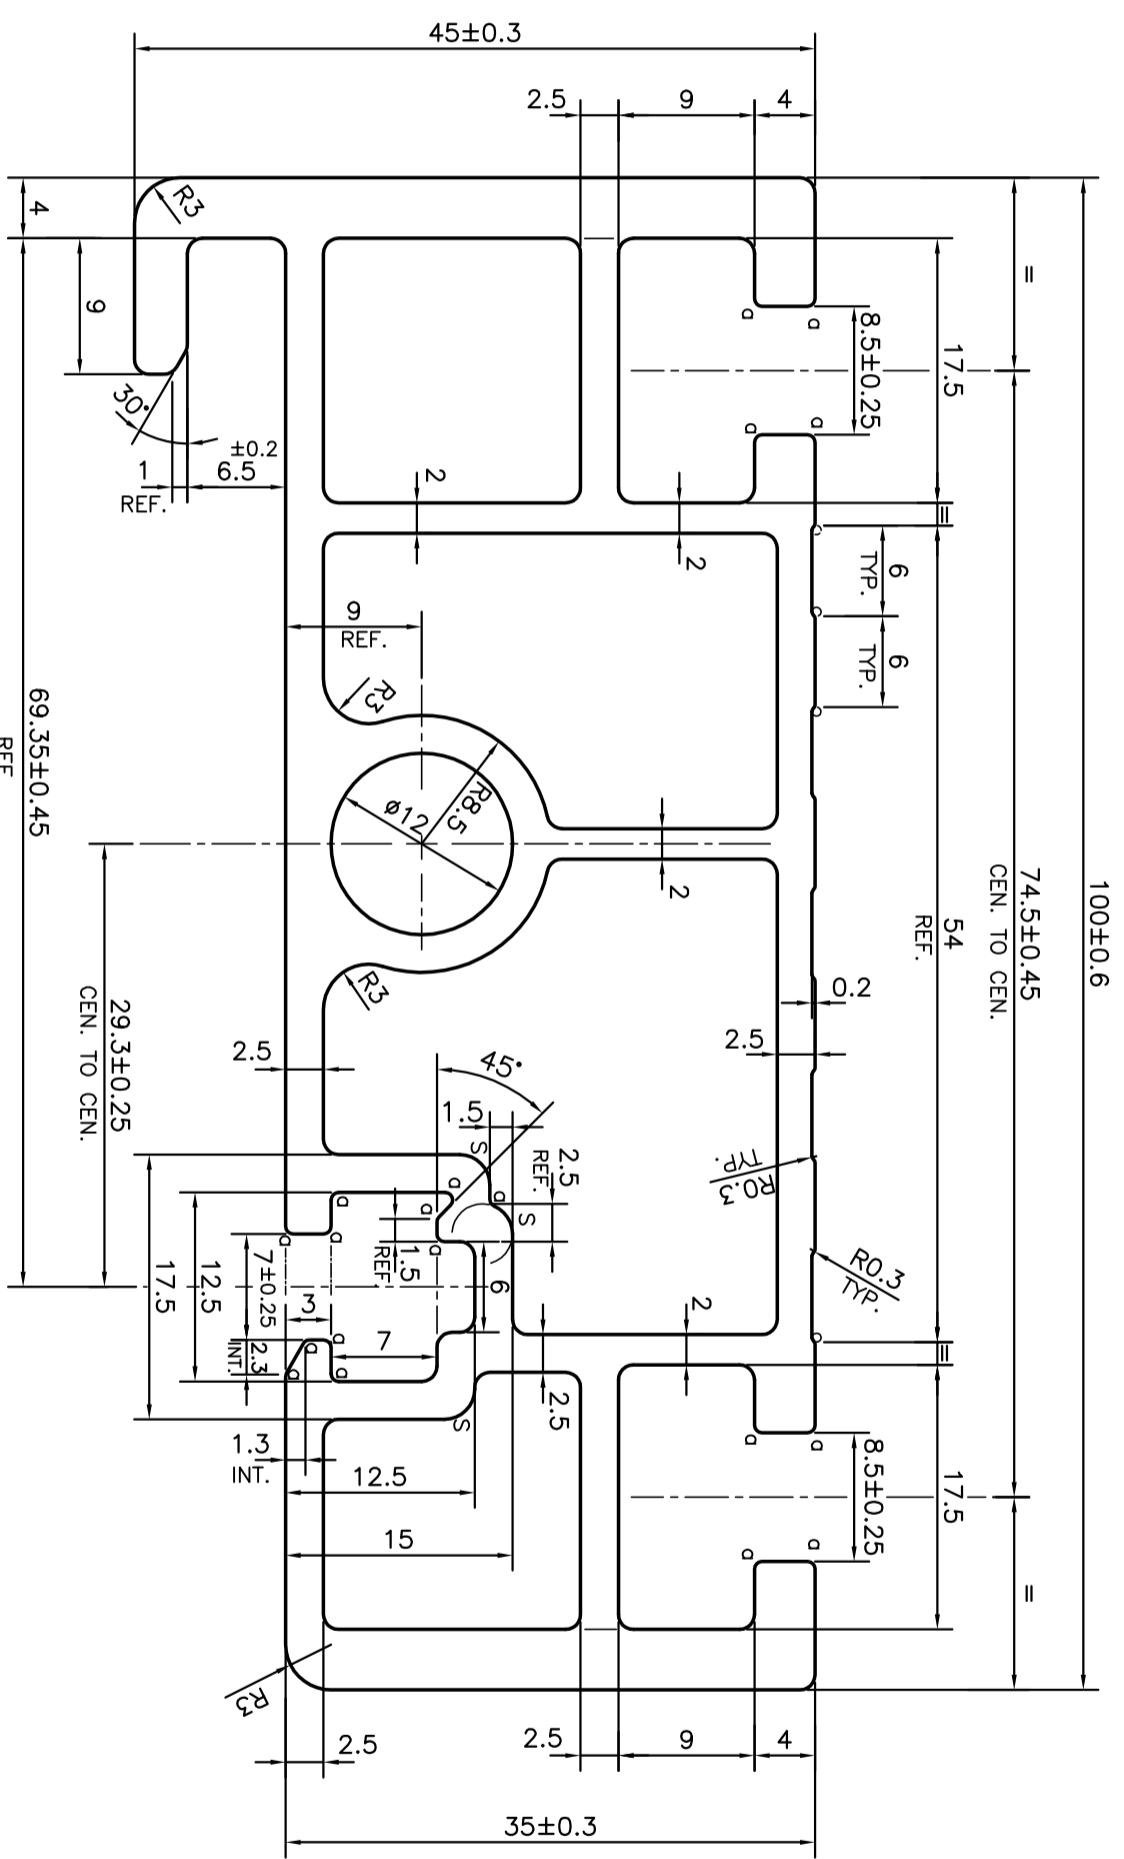 45±0.3
2.5
9
4
R3
4
9
30°
±0.2
6.5
1
REF.
=
8.5±0.25
17.5
a
a
a
a
=
6
TYP.
6
TYP.
2
2
9
REF.
R3
R8.5
ø12
2
R3
100±0.6
74.5±0.45
CEN. TO CEN.
54
REF.
69.35±0.45
REF
29.3±0.25
CEN. TO CEN.
0.2
2.5
2.5
45°
1.5
S
2.5
REF.
S
a
a
a
a
a
R0.3
TYP.
R0.3
TYP.
1.5
REF.
6
a
a
7±0.25
12.5
17.5
3
7
2.3
INT.
a
a
a
a
S
2
2.5
=
1.3
INT.
12.5
15
a
a
8.5±0.25
17.5
a
a
=
R3
2.5
2.5
9
4
35±0.3